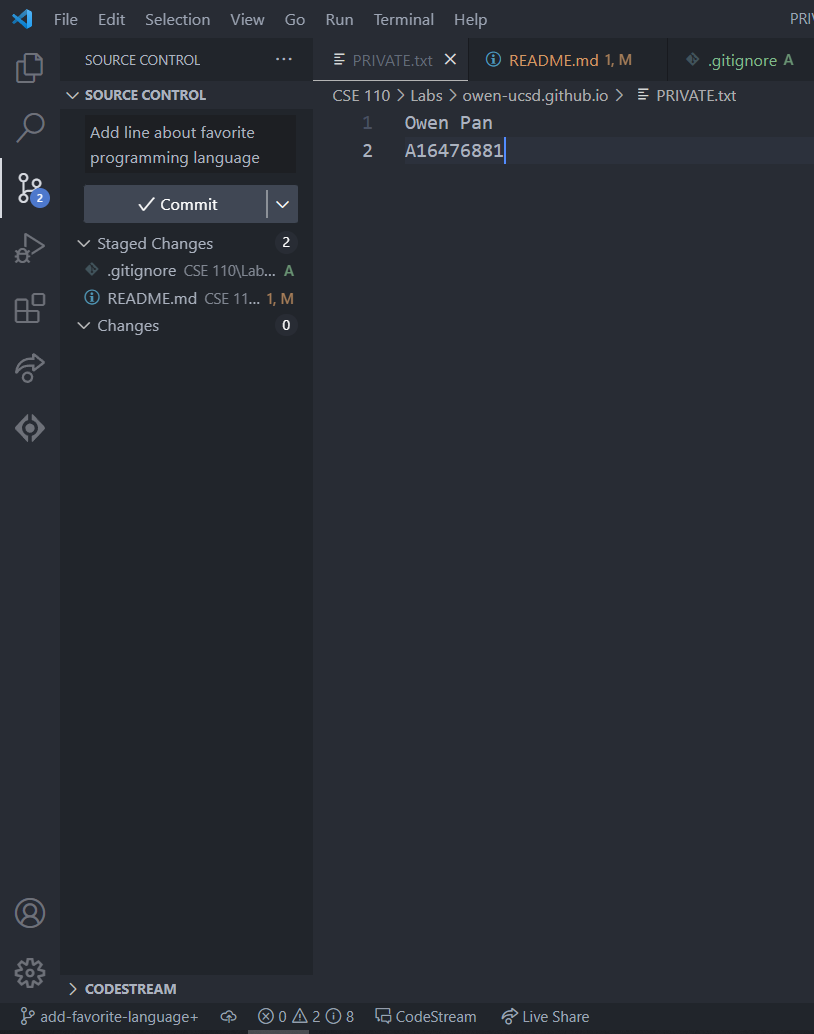 File Edit Selection View Go Run Terminal Help PRI
SOURCE CONTROL ··· PRIVATE.txt README.md 1, M .gitignore A
SOURCE CONTROL
CSE 110 > Labs > owen-ucsd.github.io > PRIVATE.txt
Add line about favorite
programming language
1 Owen Pan
2 A16476881
2
Commit
Staged Changes 2
.gitignore CSE 110\Lab... A
README.md CSE 11... 1, M
Changes 0
CODESTREAM
add-favorite-language+ 0 2 8 CodeStream Live Share